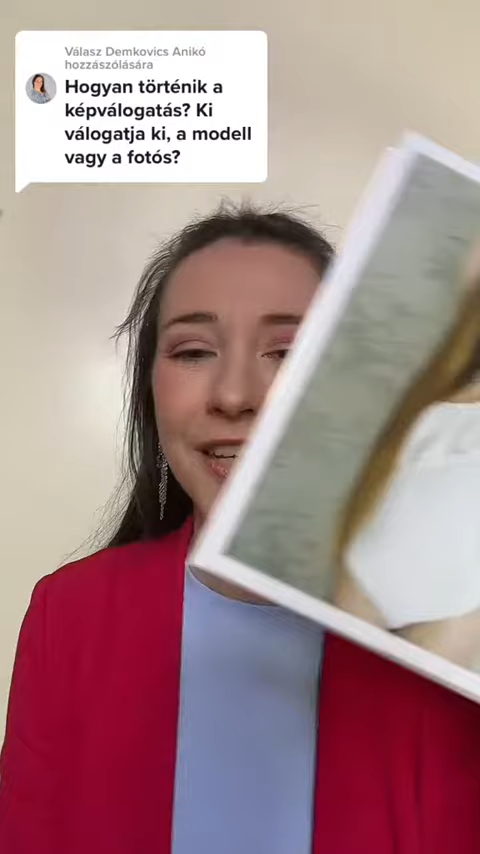 Válasz Demkovics Anikó
hozzászólására
Hogyan történik a
képválogatás? Ki
válogatja ki, a modell
vagy a fotós?